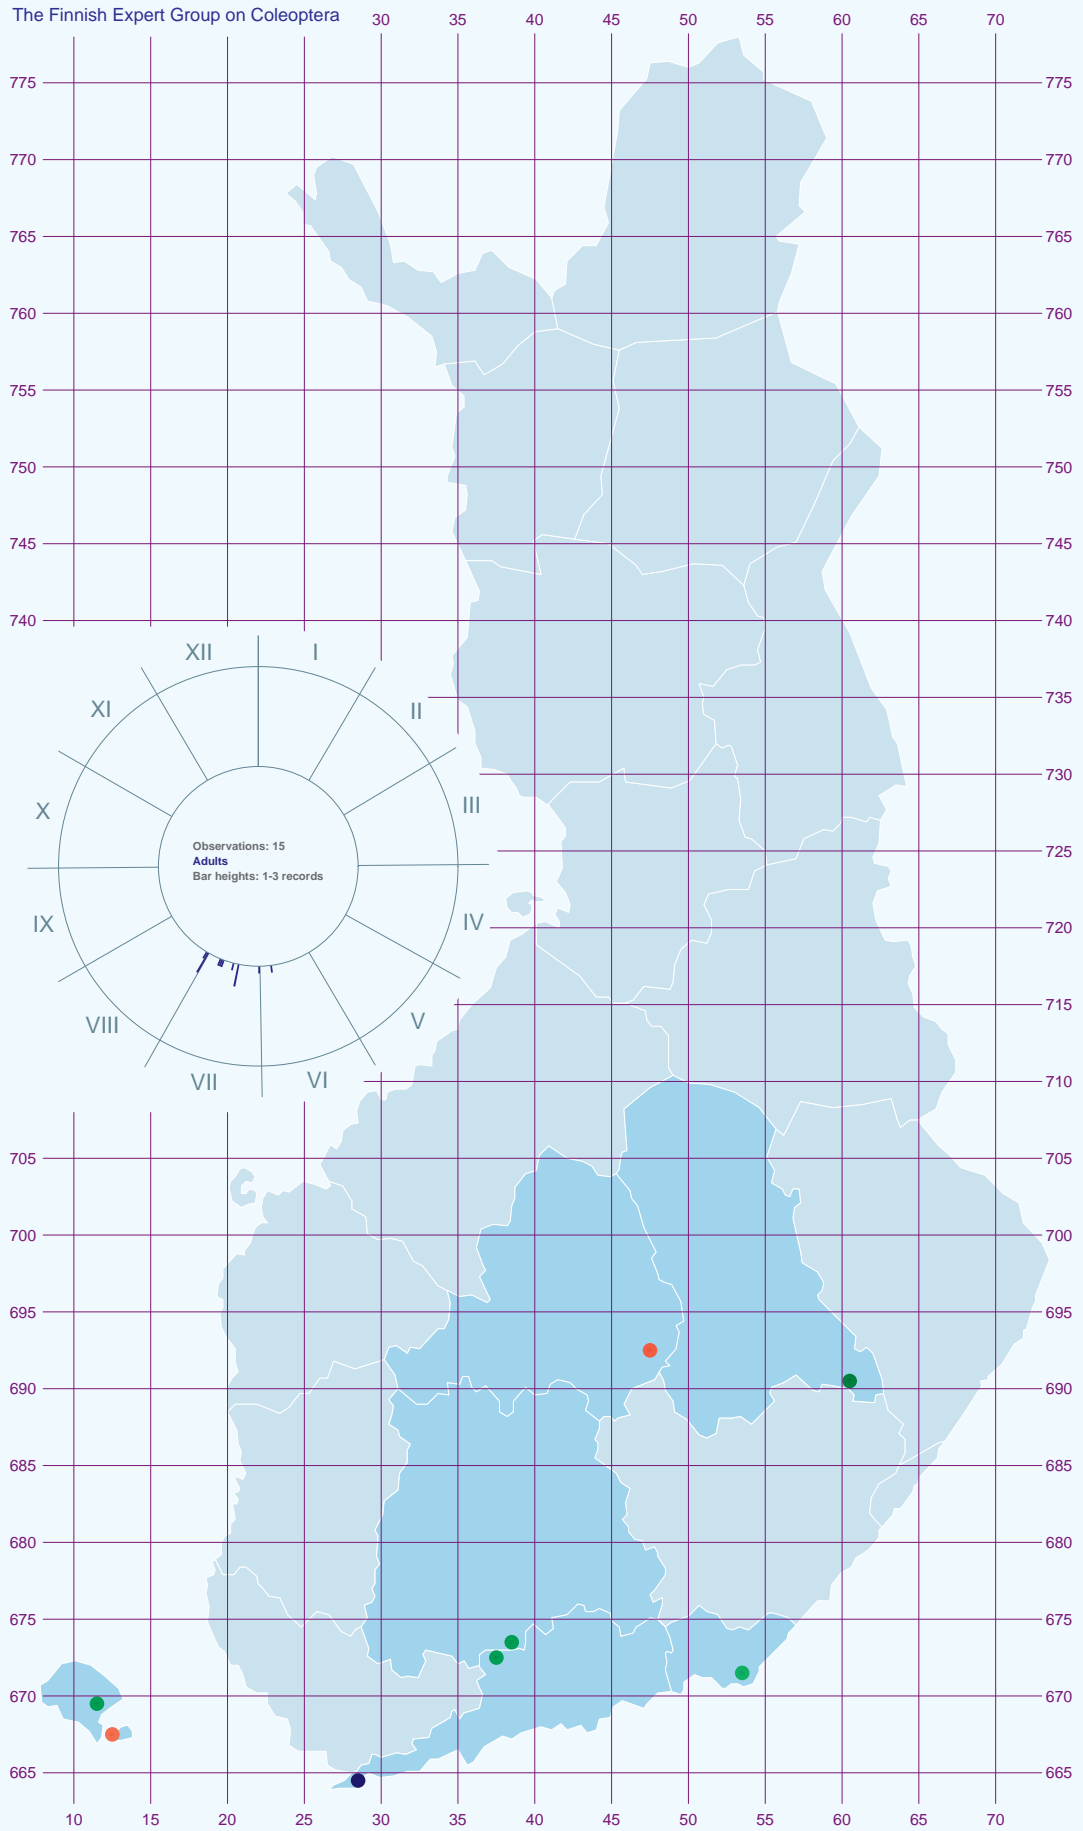 The Finnish Expert Group on Coleoptera
30 35 40 45 50 55 60 65 70
775 775
770 770
765 765
760 760
755 755
750 750
745 745
740 740
XII I
XI II
735
730
X III
Observations: 15
Adults
Bar heights: 1-3 records
725
IX IV
720
VIII V
715
VII VI
710
705 705
700 700
695 695
690 690
685 685
680 680
675 675
670 670
665 665
10 15 20 25 30 35 40 45 50 55 60 65 70